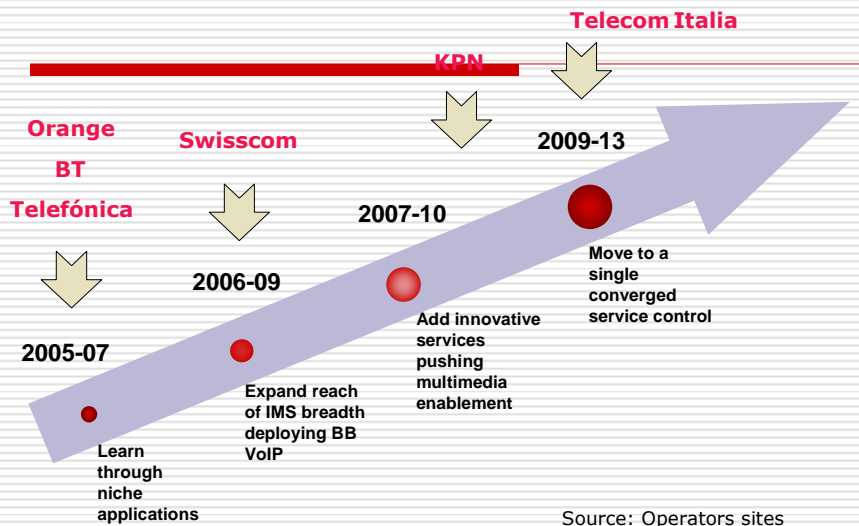 Telecom Italia
KPN
Orange
BT
Telefónica
Swisscom
2009-13
2007-10
2006-09
2005-07
Move to a
single
converged
service control
Add innovative
services
pushing
multimedia
enablement
Expand reach
of IMS breadth
deploying BB
VoIP
Learn
through
niche
applications
Source: Operators sites